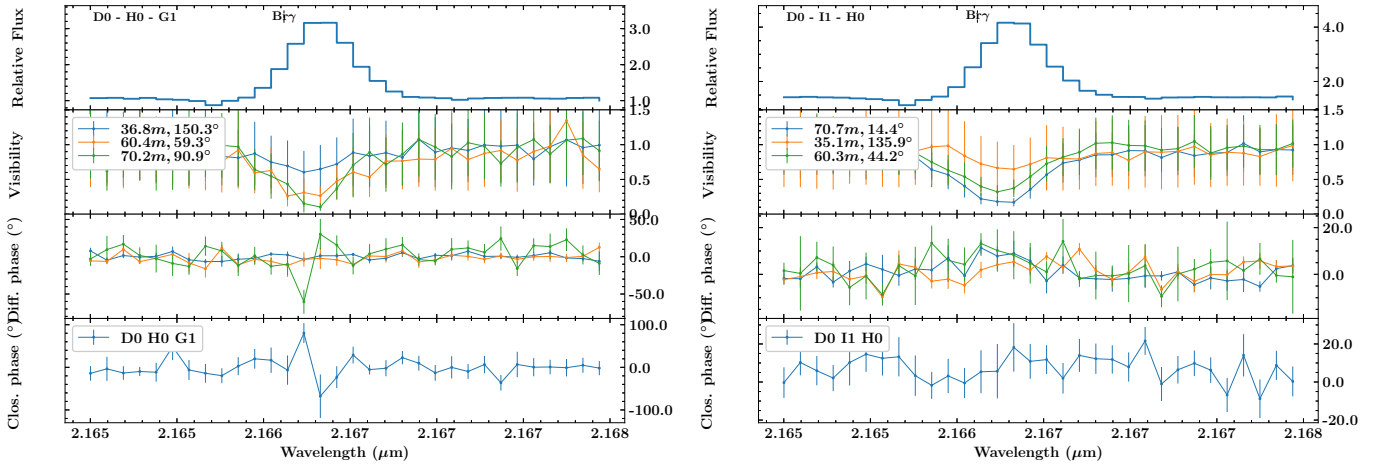 D0 - H0 - G1
Brγ
Relative Flux
3.0
2.0
1.0
Visibility
36.8m, 150.3°
60.4m, 59.3°
70.2m, 90.9°
1.5
1.0
0.5
0.0
Diff. phase (°)
50.0
0.0
-50.0
Clos. phase (°)
D0 H0 G1
100.0
0.0
-100.0
2.165 2.165 2.166 2.167 2.167 2.167 2.168
Wavelength (μm)
D0 - I1 - H0
Brγ
Relative Flux
4.0
2.0
Visibility
70.7m, 14.4°
35.1m, 135.9°
60.3m, 44.2°
1.5
1.0
0.5
0.0
Diff. phase (°)
20.0
0.0
Clos. phase (°)
D0 I1 H0
20.0
0.0
-20.0
2.165 2.165 2.166 2.167 2.167 2.167 2.168
Wavelength (μm)